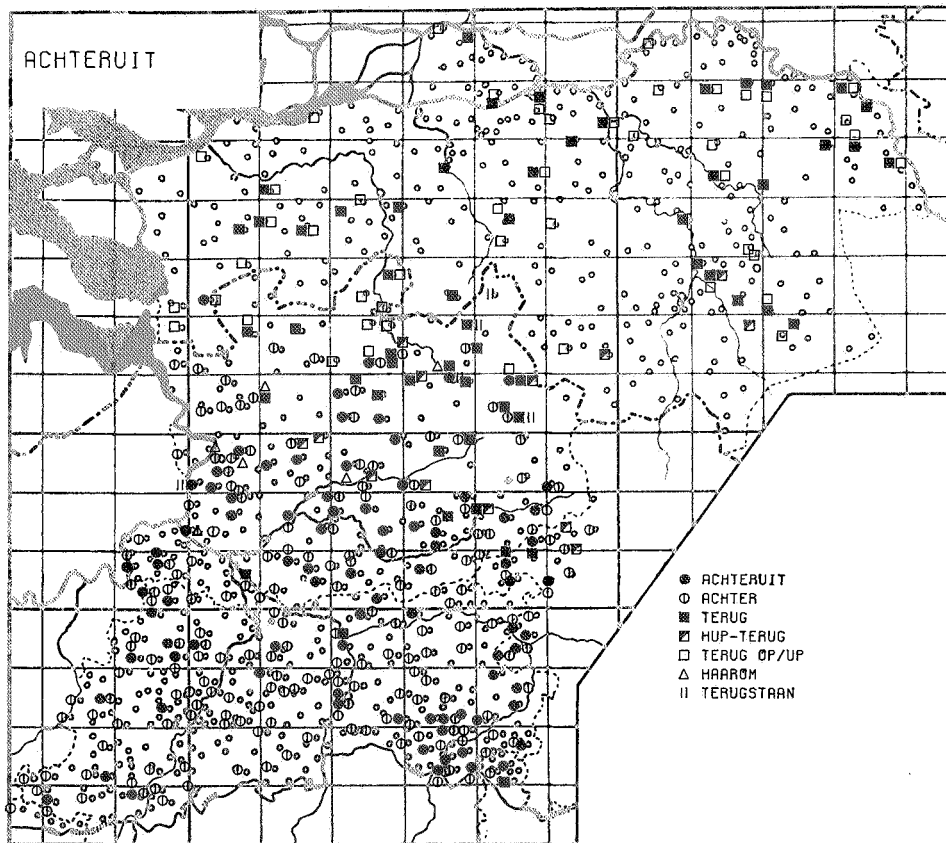 ACHTERUIT
ACHTERUIT
ACHTER
TERUG
HUP-TERUG
TERUG OP/UP
HAAROM
TERUGSTAAN